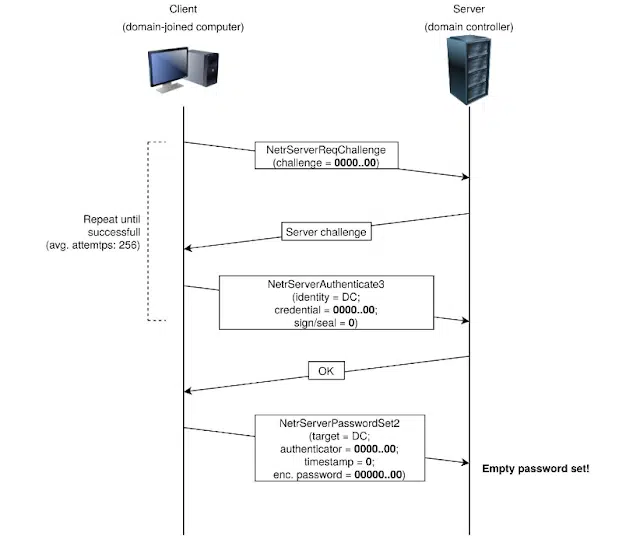 Client
(domain-joined computer)
Server
(domain controller)
NetrServerReqChallenge
(challenge = 0000..00)
Server challenge
Repeat until
successfull
(avg. attemtps: 256)
NetrServerAuthenticate3
(identity = DC;
credential = 0000..00;
sign/seal = 0)
OK
NetrServerPasswordSet2
(target = DC;
authenticator = 0000..00;
timestamp = 0;
enc. password = 00000..00)
Empty password set!